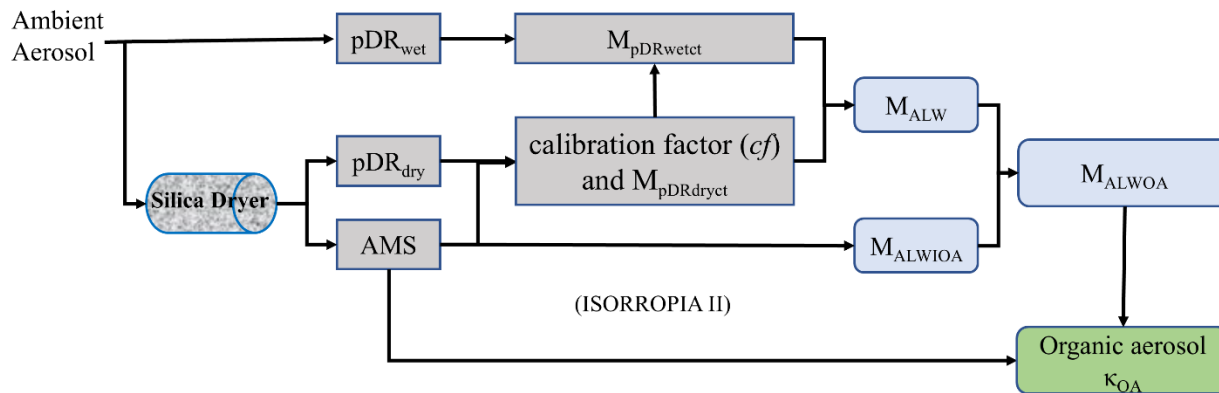 Ambient
Aerosol
pDRwet
MpDRwetct
MALW
calibration factor (cf)
and MpDRdryct
pDRdry
Silica Dryer
MALWOA
AMS
MALWIOA
(ISORROPIA II)
Organic aerosol
κOA